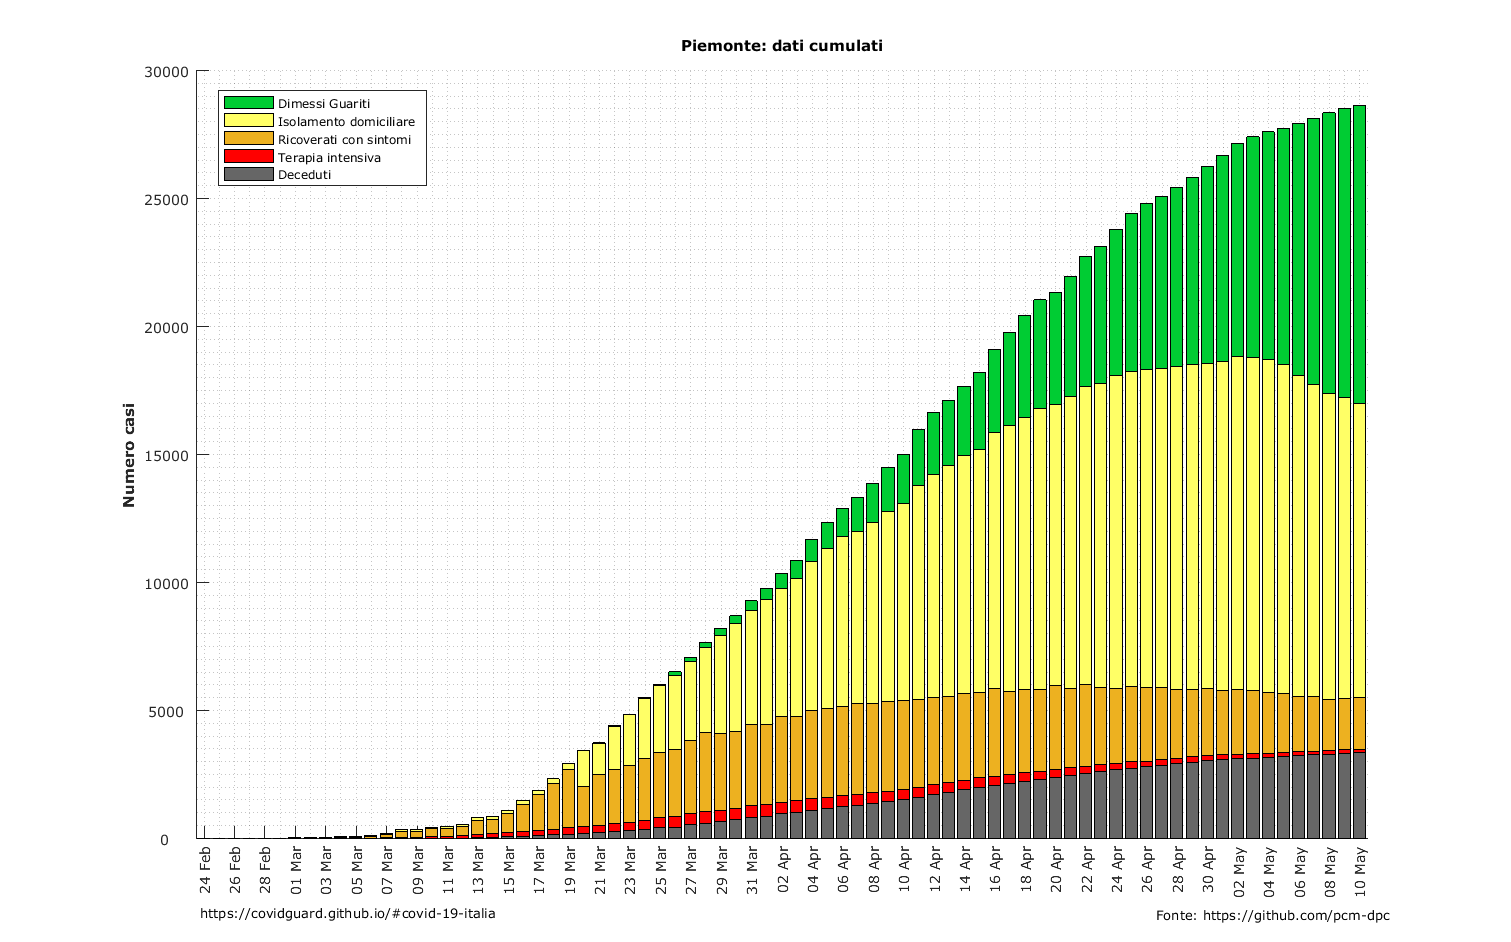 Piemonte: dati cumulati
30000
25000
20000
15000
10000
5000
0
Numero casi
Dimessi Guariti
Isolamento domiciliare
Ricoverati con sintomi
Terapia intensiva
Deceduti
24 Feb
26 Feb
28 Feb
01 Mar
03 Mar
05 Mar
07 Mar
09 Mar
11 Mar
13 Mar
15 Mar
17 Mar
19 Mar
21 Mar
23 Mar
25 Mar
27 Mar
29 Mar
31 Mar
02 Apr
04 Apr
06 Apr
08 Apr
10 Apr
12 Apr
14 Apr
16 Apr
18 Apr
20 Apr
22 Apr
24 Apr
26 Apr
28 Apr
30 Apr
02 May
04 May
06 May
08 May
10 May
https://covidguard.github.io/#covid-19-italia
Fonte: https://github.com/pcm-dpc